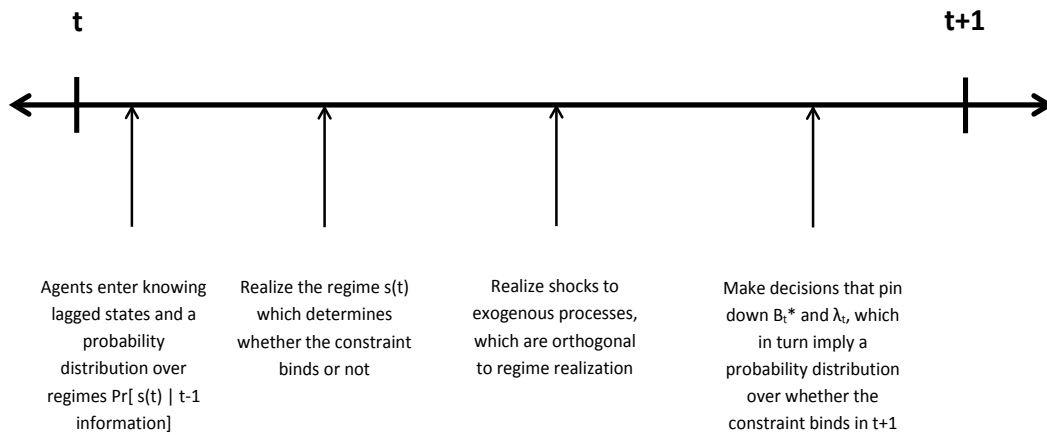 t
t+1
Agents enter knowing
lagged states and a
probability
distribution over
regimes Pr[ s(t) | t-1
information]
Realize the regime s(t)
which determines
whether the constraint
binds or not
Realize shocks to
exogenous processes,
which are orthogonal
to regime realization
Make decisions that pin
down Bₜ* and λₜ, which
in turn imply a
probability distribution
over whether the
constraint binds in t+1